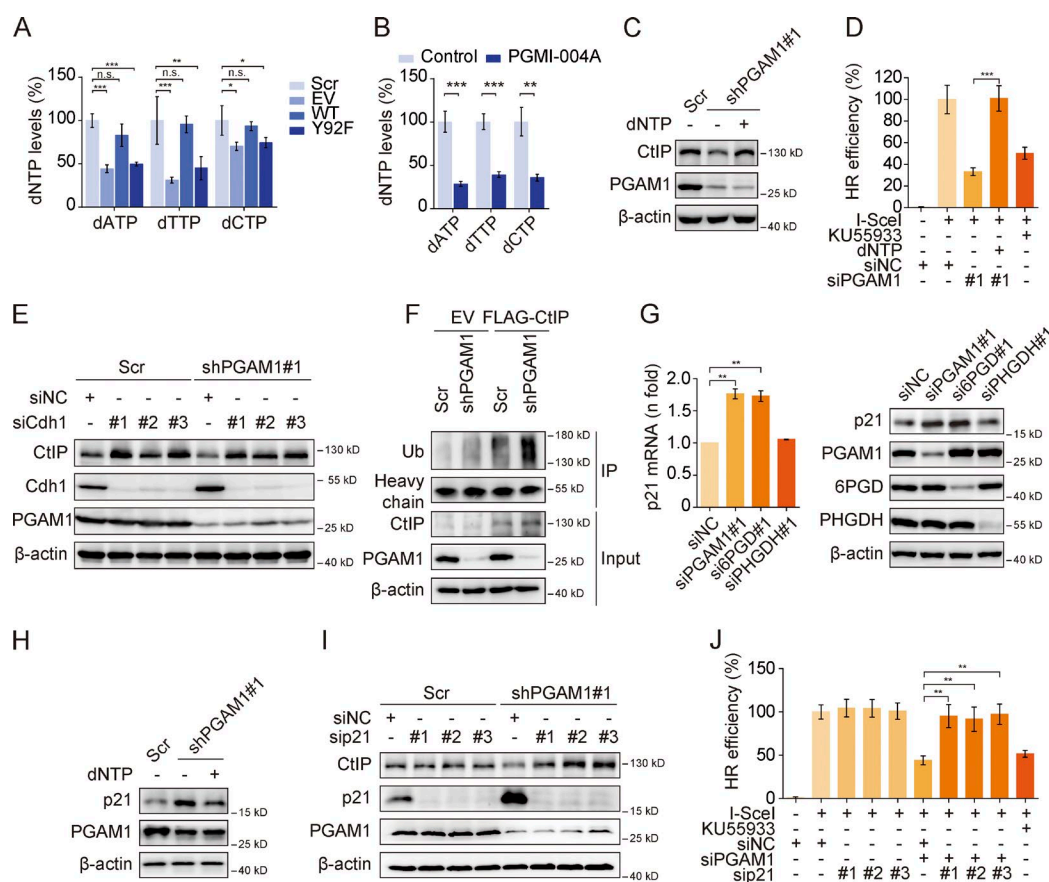 A
dNTP levels (%)
150
100
50
0
***
n.s.
***
**
n.s.
***
*
n.s.
*
Scr
EV
WT
Y92F
dATP
dTTP
dCTP
B
Control
PGMI-004A
dNTP levels (%)
150
100
50
0
***
***
**
dATP
dTTP
dCTP
C
Scr
shPGAM1#1
dNTP
- - +
CtIP
130 kD
PGAM1
25 kD
β-actin
40 kD
D
HR efficiency (%)
120
100
80
60
40
20
0
***
I-SceI - + + + +
KU55933 - - - - +
dNTP - - - + -
siNC + + - - -
siPGAM1 - - #1 #1 -
E
Scr
shPGAM1#1
siNC + - - - + - - -
siCdh1 - #1 #2 #3 - #1 #2 #3
CtIP
130 kD
Cdh1
55 kD
PGAM1
25 kD
β-actin
40 kD
F
EV
FLAG-CtIP
Scr
shPGAM1
Scr
shPGAM1
Ub
180 kD
130 kD
Heavy
chain
55 kD
IP
CtIP
130 kD
PGAM1
25 kD
β-actin
40 kD
Input
G
p21 mRNA (n fold)
2.0
1.5
1.0
0
**
**
siNC
siPGAM1#1
si6PGD#1
siPHGDH#1
siNC
siPGAM1#1
si6PGD#1
siPHGDH#1
p21
15 kD
PGAM1
25 kD
6PGD
40 kD
PHGDH
55 kD
β-actin
40 kD
H
Scr
shPGAM1#1
dNTP
- - +
p21
15 kD
PGAM1
25 kD
β-actin
40 kD
I
Scr
shPGAM1#1
siNC + - - - + - - -
sip21 - #1 #2 #3 - #1 #2 #3
CtIP
130 kD
p21
15 kD
PGAM1
25 kD
β-actin
40 kD
J
HR efficiency (%)
150
100
50
0
**
**
**
I-SceI - + + + + + + + + +
KU55933 - - - - - - - - - +
siNC + + - - - + - - - -
siPGAM1 - - - - - + + + + -
sip21 - - #1 #2 #3 - #1 #2 #3 -